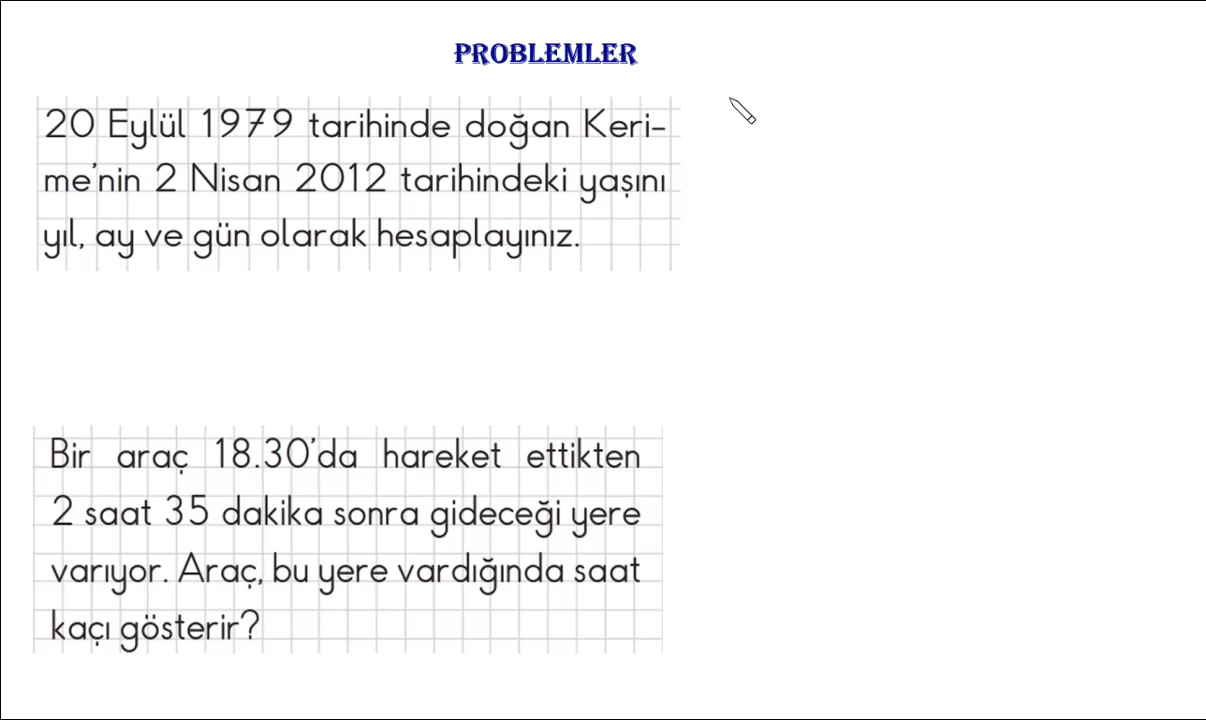 PROBLEMLER
20 Eylül 1979 tarihinde doğan Keri-
me'nin 2 Nisan 2012 tarihindeki yaşını
yıl, ay ve gün olarak hesaplayınız.
Bir araç 18.30'da hareket ettikten
2 saat 35 dakika sonra gideceği yere
varıyor. Araç, bu yere vardığında saat
kaçı gösterir?